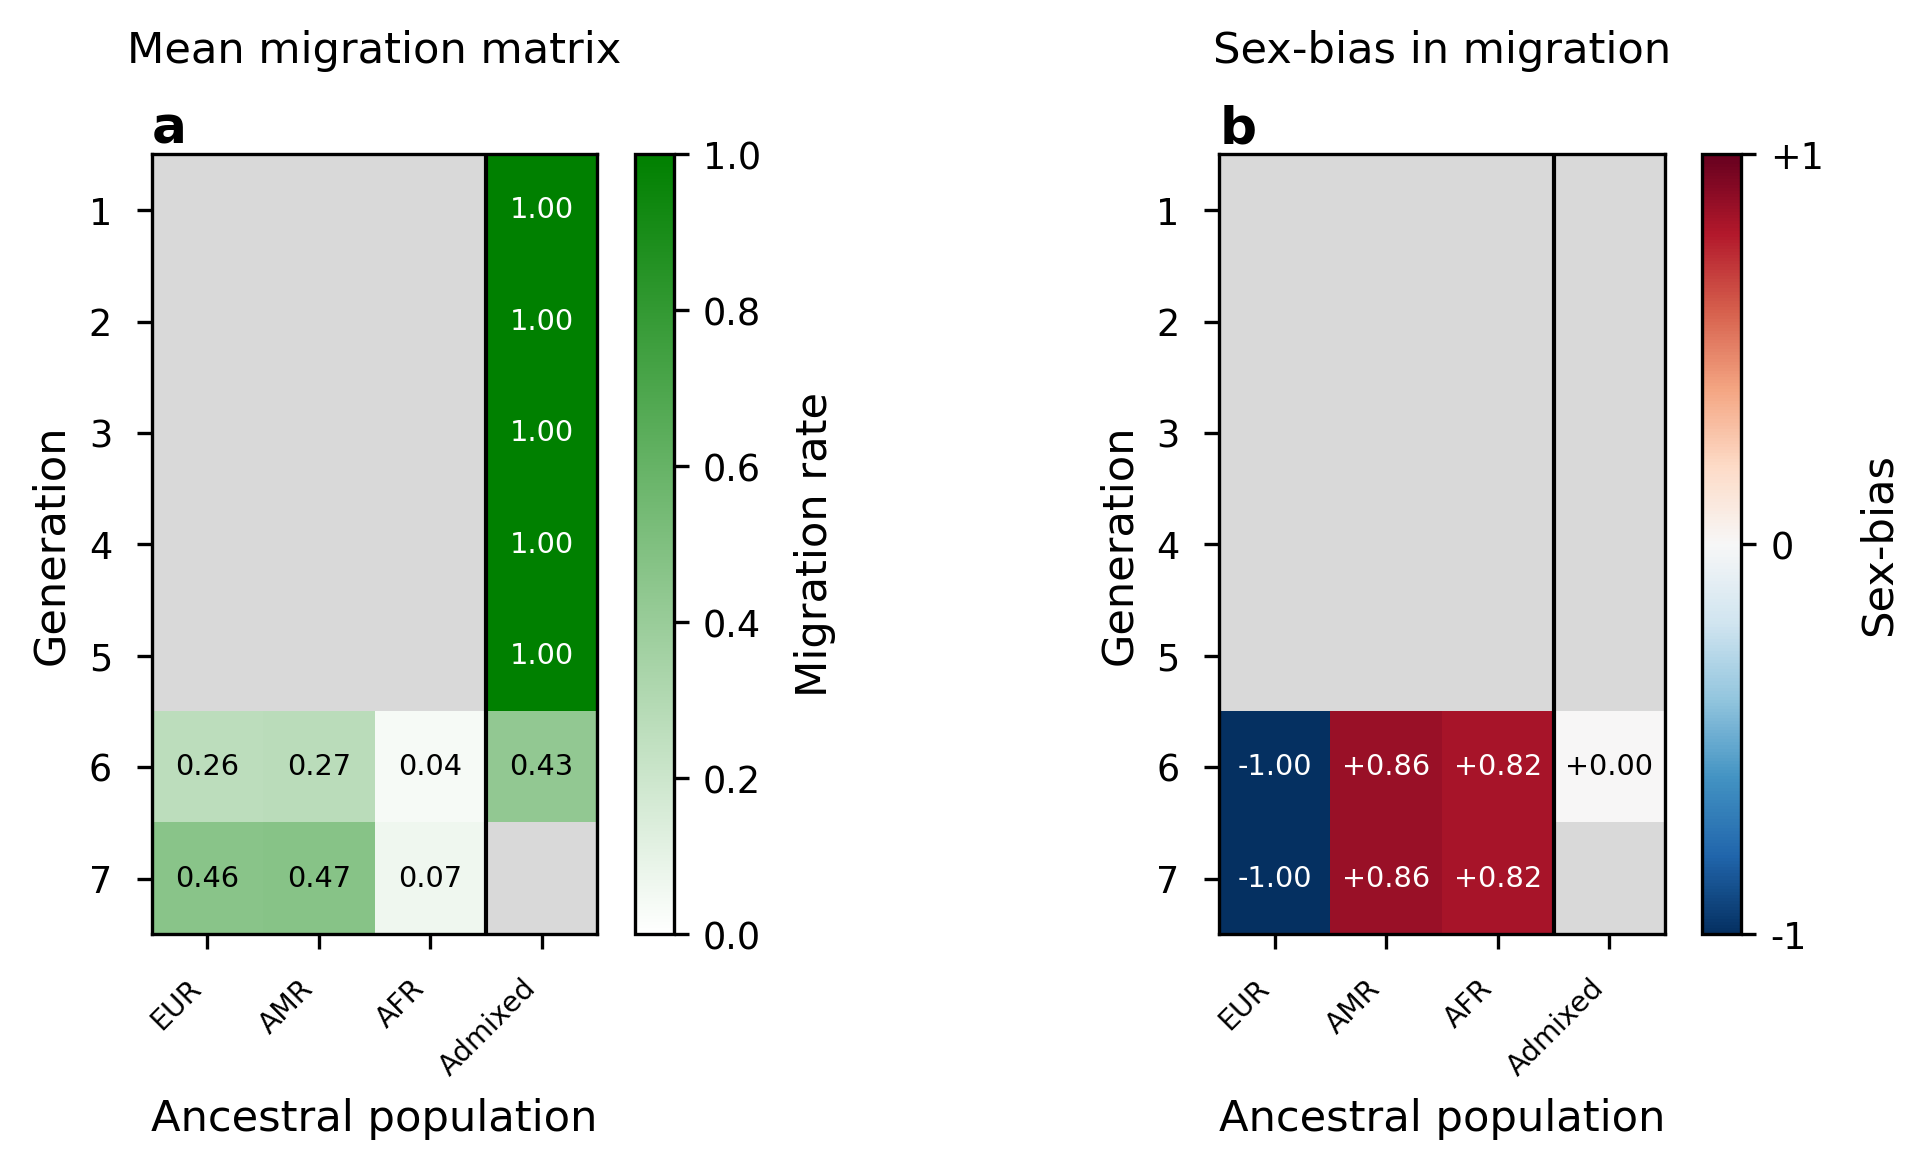 Mean migration matrix
a
1
2
3
4
5
6
7
Generation
1.00
1.00
1.00
1.00
1.00
0.26 0.27 0.04 0.43
0.46 0.47 0.07
EUR
AMR
AFR
Admixed
Ancestral population
1.0
0.8
0.6
0.4
0.2
0.0
Migration rate
Sex-bias in migration
b
1
2
3
4
5
6
7
Generation
-1.00 +0.86 +0.82 +0.00
-1.00 +0.86 +0.82
EUR
AMR
AFR
Admixed
Ancestral population
+1
0
-1
Sex-bias